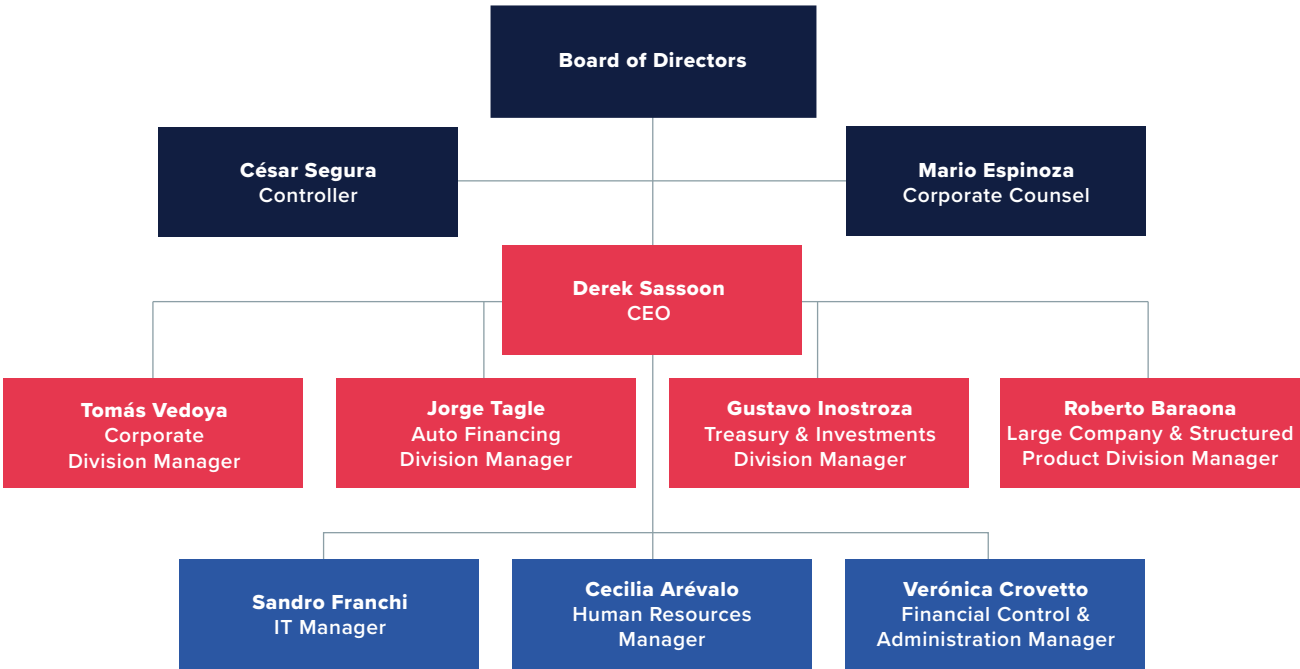 Board of Directors
César Segura
Controller
Mario Espinoza
Corporate Counsel
Derek Sassoon
CEO
Tomás Vedoya
Corporate
Division Manager
Jorge Tagle
Auto Financing
Division Manager
Gustavo Inostroza
Treasury & Investments
Division Manager
Roberto Baraona
Large Company & Structured
Product Division Manager
Sandro Franchi
IT Manager
Cecilia Arévalo
Human Resources
Manager
Verónica Crovetto
Financial Control &
Administration Manager